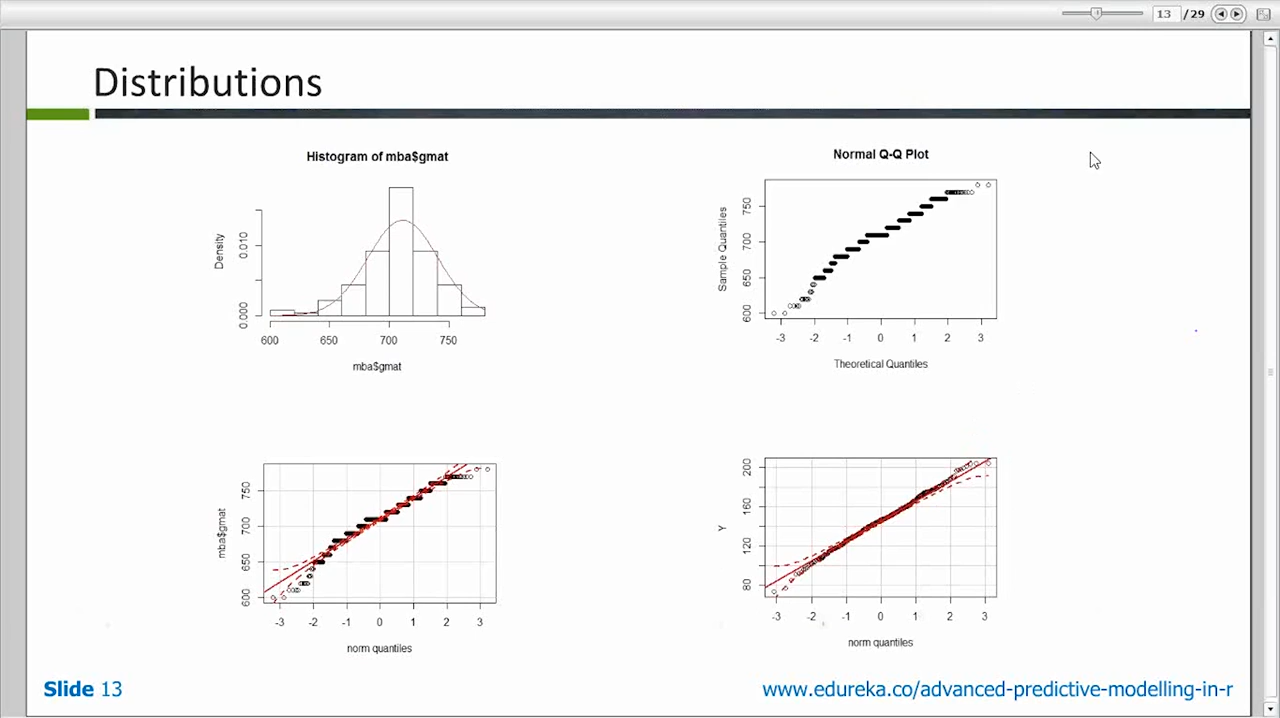 13 /29
Distributions
Histogram of mba$gmat
Density
0.000 0.010
600 650 700 750
mba$gmat
Normal Q-Q Plot
Sample Quantiles
600 650 700 750
-3 -2 -1 0 1 2 3
Theoretical Quantiles
mba$gmat
600 650 700 750
-3 -2 -1 0 1 2 3
norm quantiles
Y
80 120 160 200
-3 -2 -1 0 1 2 3
norm quantiles
Slide 13
www.edureka.co/advanced-predictive-modelling-in-r